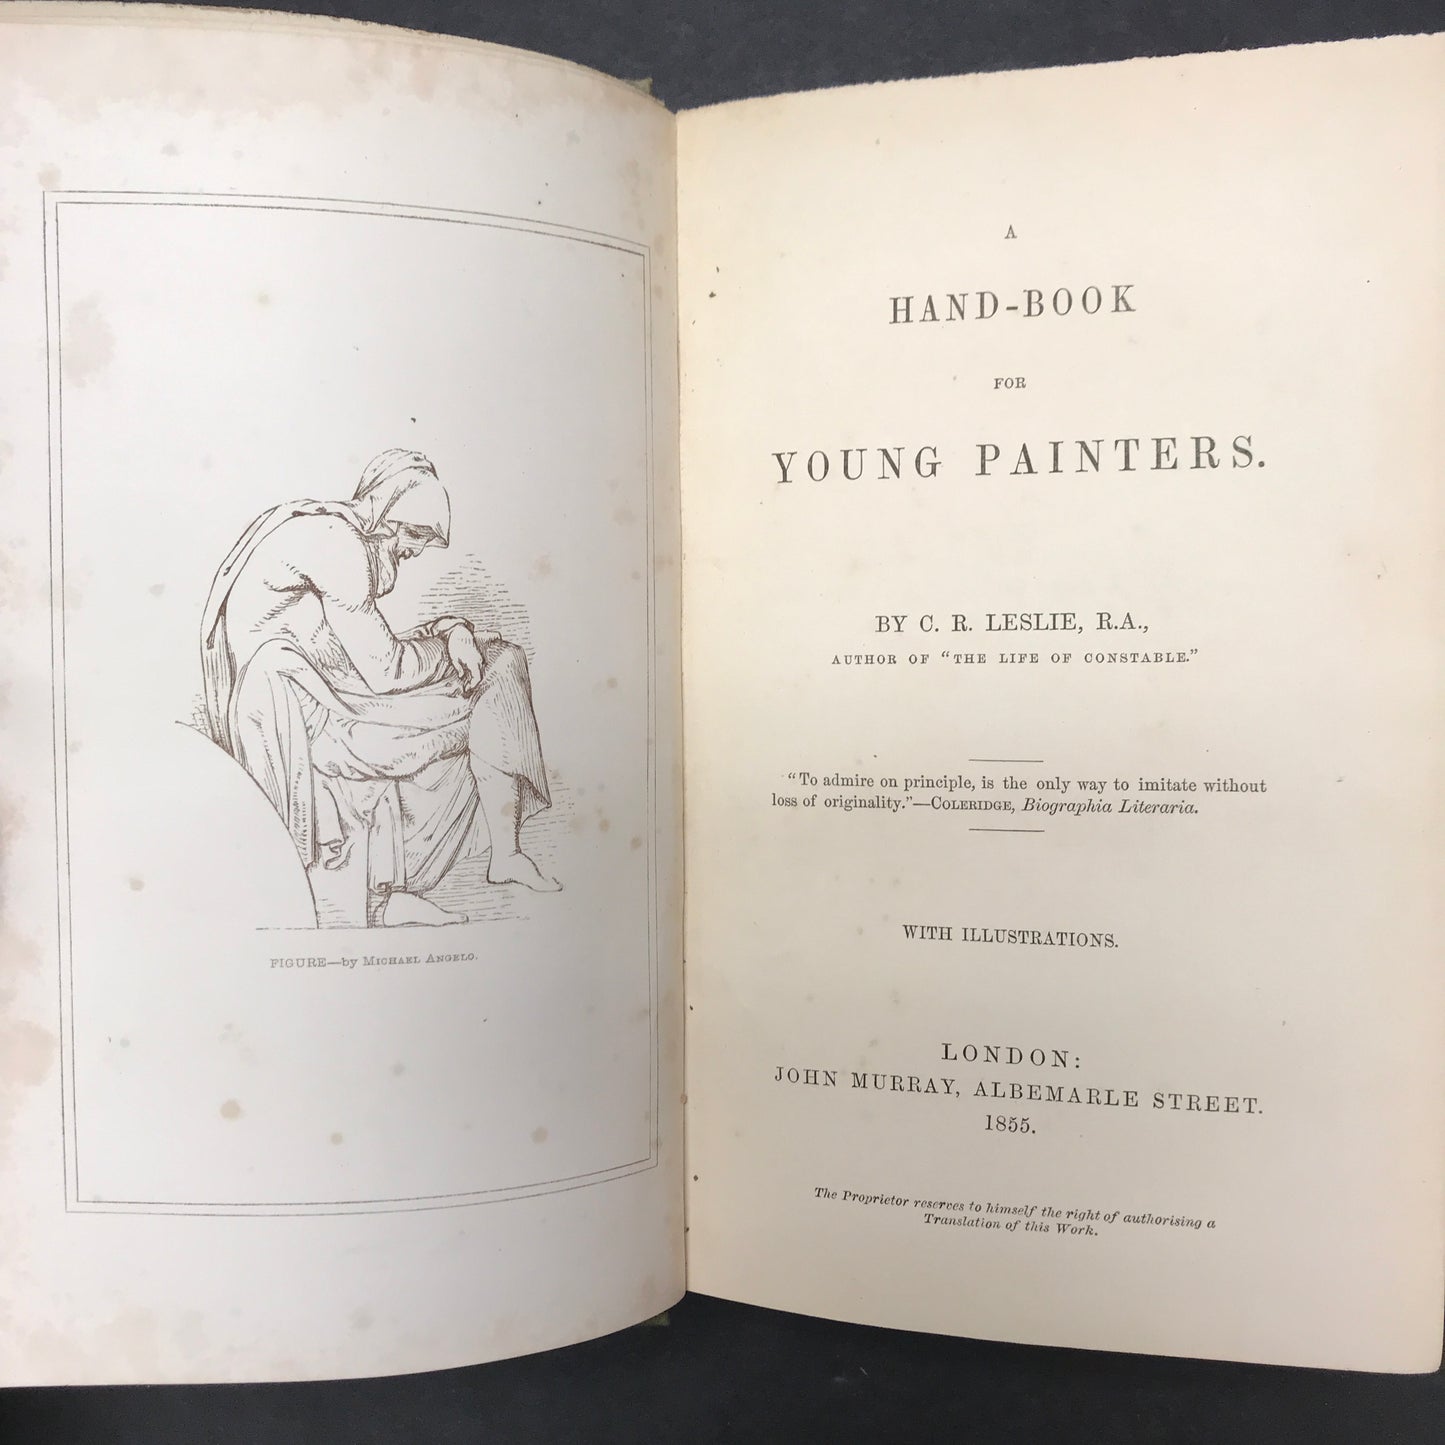 FIGURE—by MICHAEL ANGELO.
A
HAND-BOOK
FOR
YOUNG PAINTERS.
BY C. R. LESLIE, R.A.,
AUTHOR OF “THE LIFE OF CONSTABLE.”
“To admire on principle, is the only way to imitate without
loss of originality.”—COLERIDGE, Biographia Literaria.
WITH ILLUSTRATIONS.
LONDON:
JOHN MURRAY, ALBEMARLE STREET.
1855.
The Proprietor reserves to himself the right of authorising a
Translation of this Work.